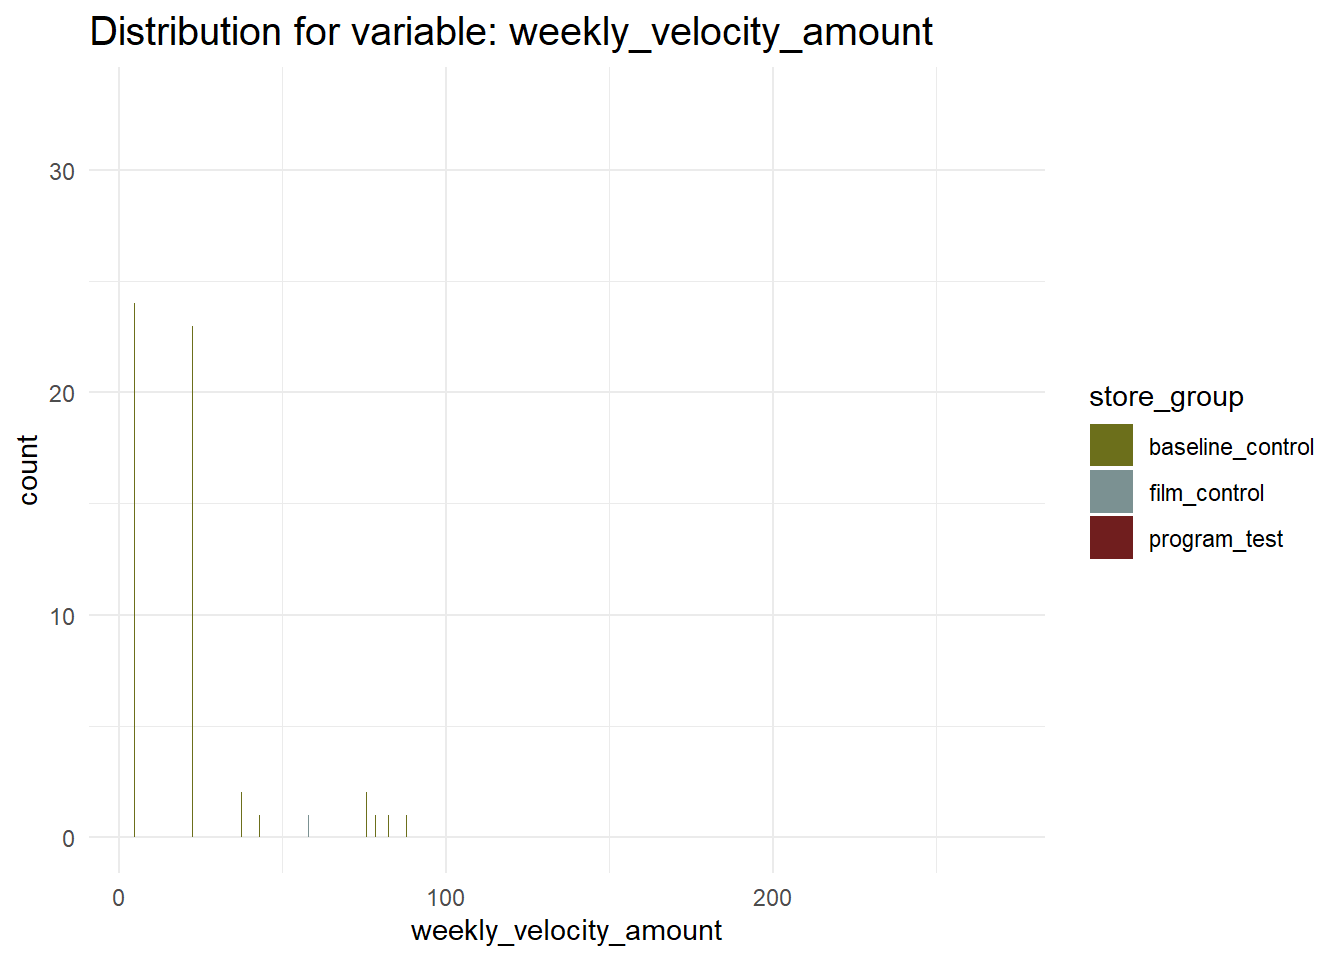 Distribution for variable: weekly_velocity_amount
30
20
10
0
count
0 100 200
weekly_velocity_amount
store_group
baseline_control
film_control
program_test